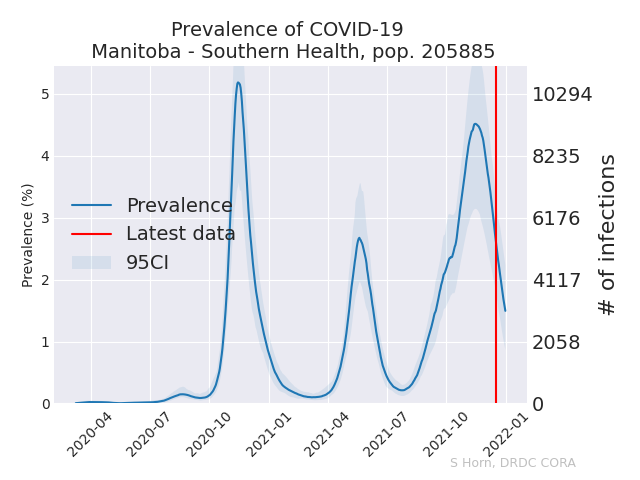 Prevalence of COVID-19
Manitoba - Southern Health, pop. 205885
Prevalence (%)
5
4
3
2
1
0
10294
8235
6176
4117
2058
0
# of infections
Prevalence
Latest data
95CI
2020-04
2020-07
2020-10
2021-01
2021-04
2021-07
2021-10
2022-01
S Horn, DRDC CORA